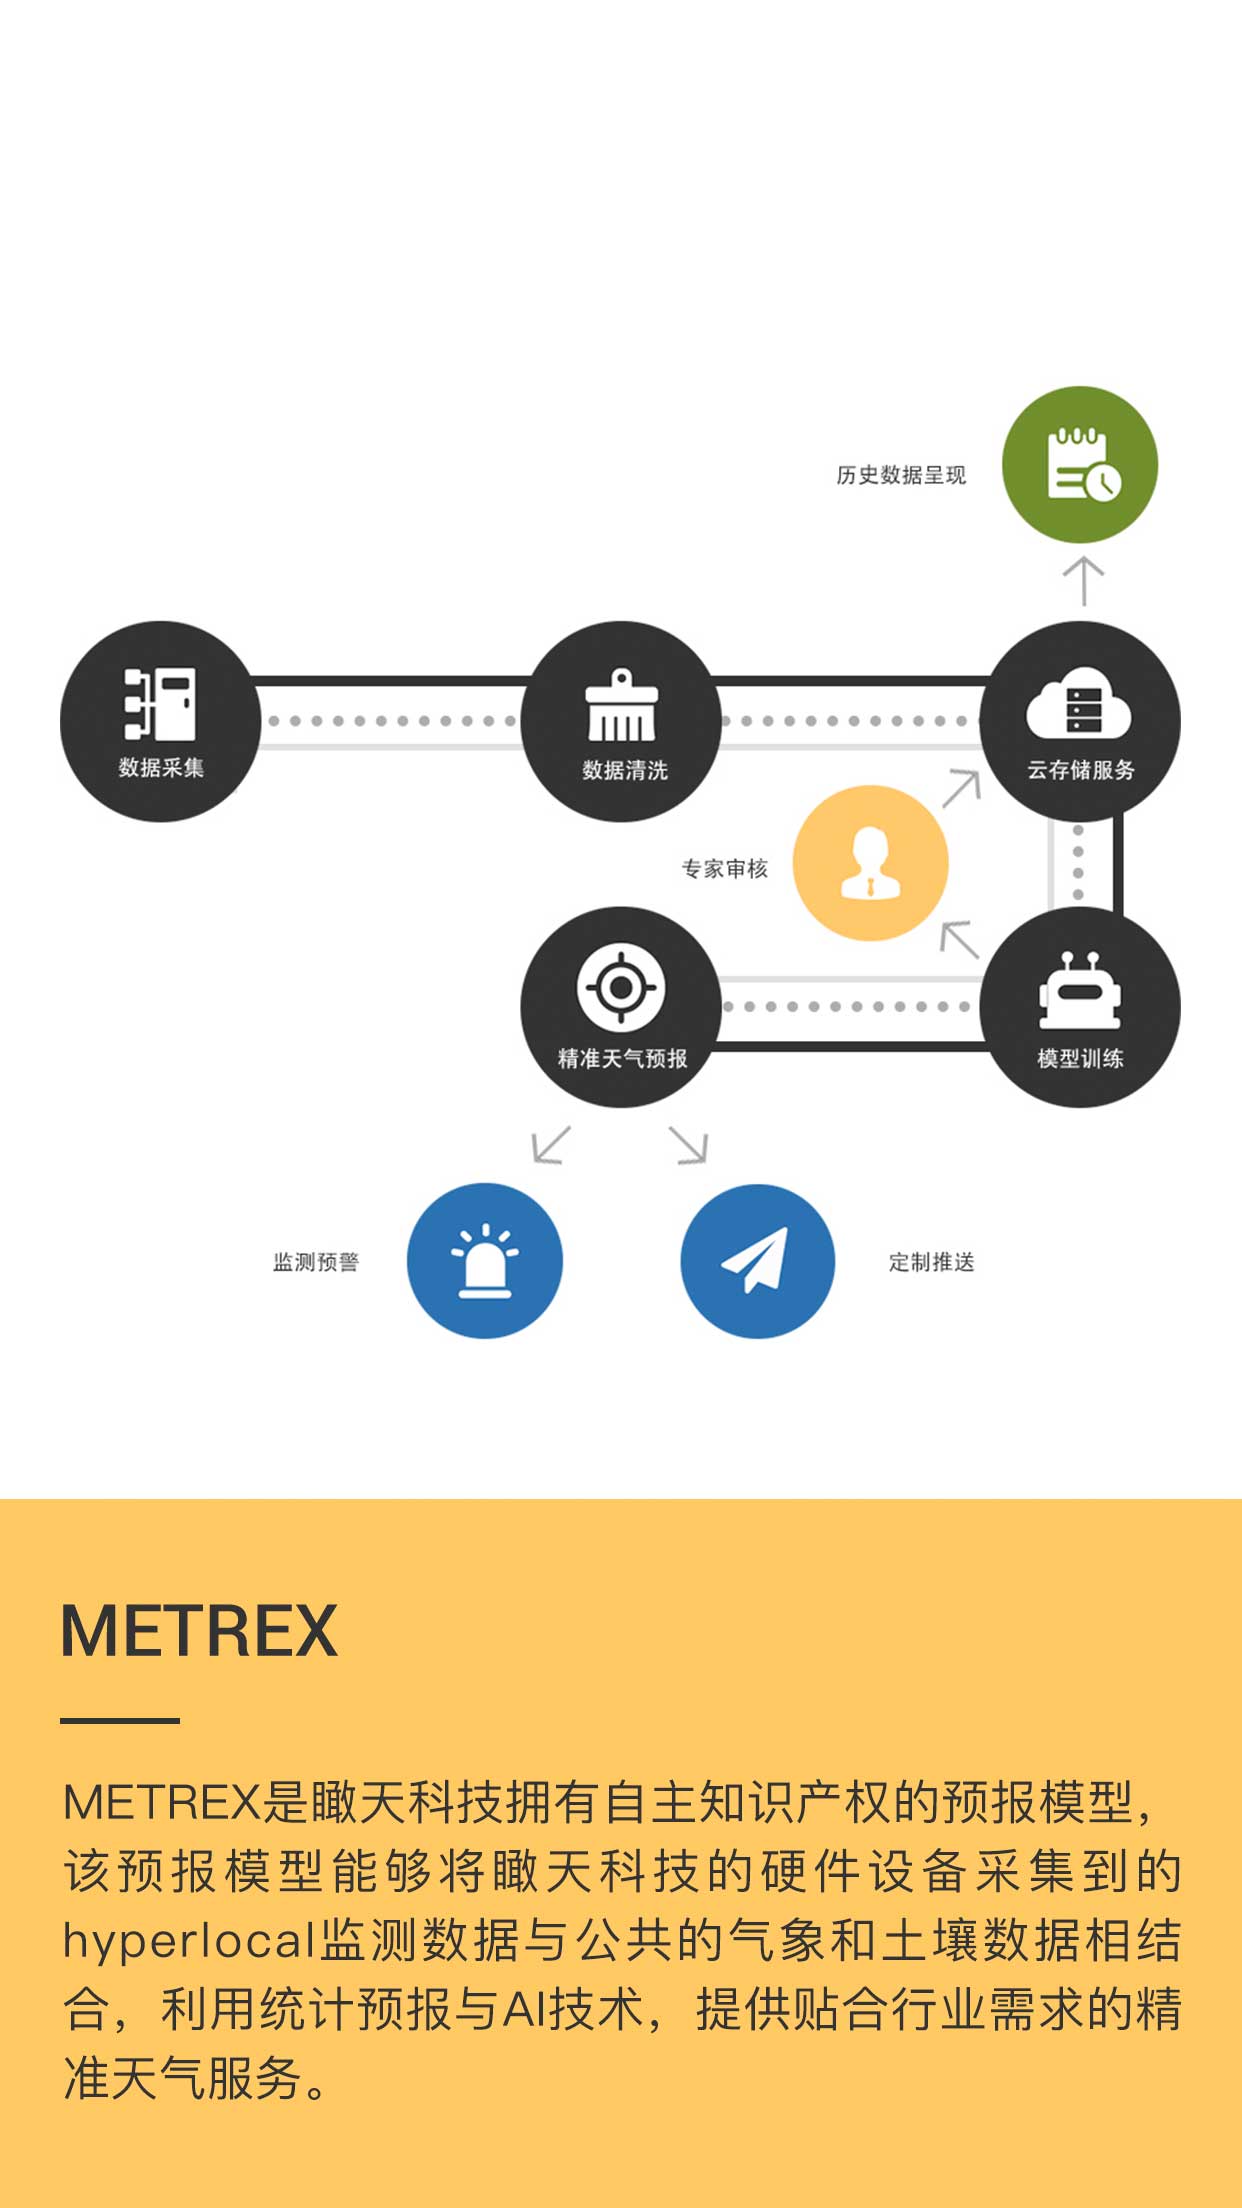 历史数据呈现
数据采集
数据清洗
云存储服务
专家审核
精准天气预报
模型训练
监测预警
定制推送
METREX
METREX是瞰天科技拥有自主知识产权的预报模型，
该预报模型能够将瞰天科技的硬件设备采集到的
hyperlocal监测数据与公共的气象和土壤数据相结
合，利用统计预报与AI技术，提供贴合行业需求的精
准天气服务。